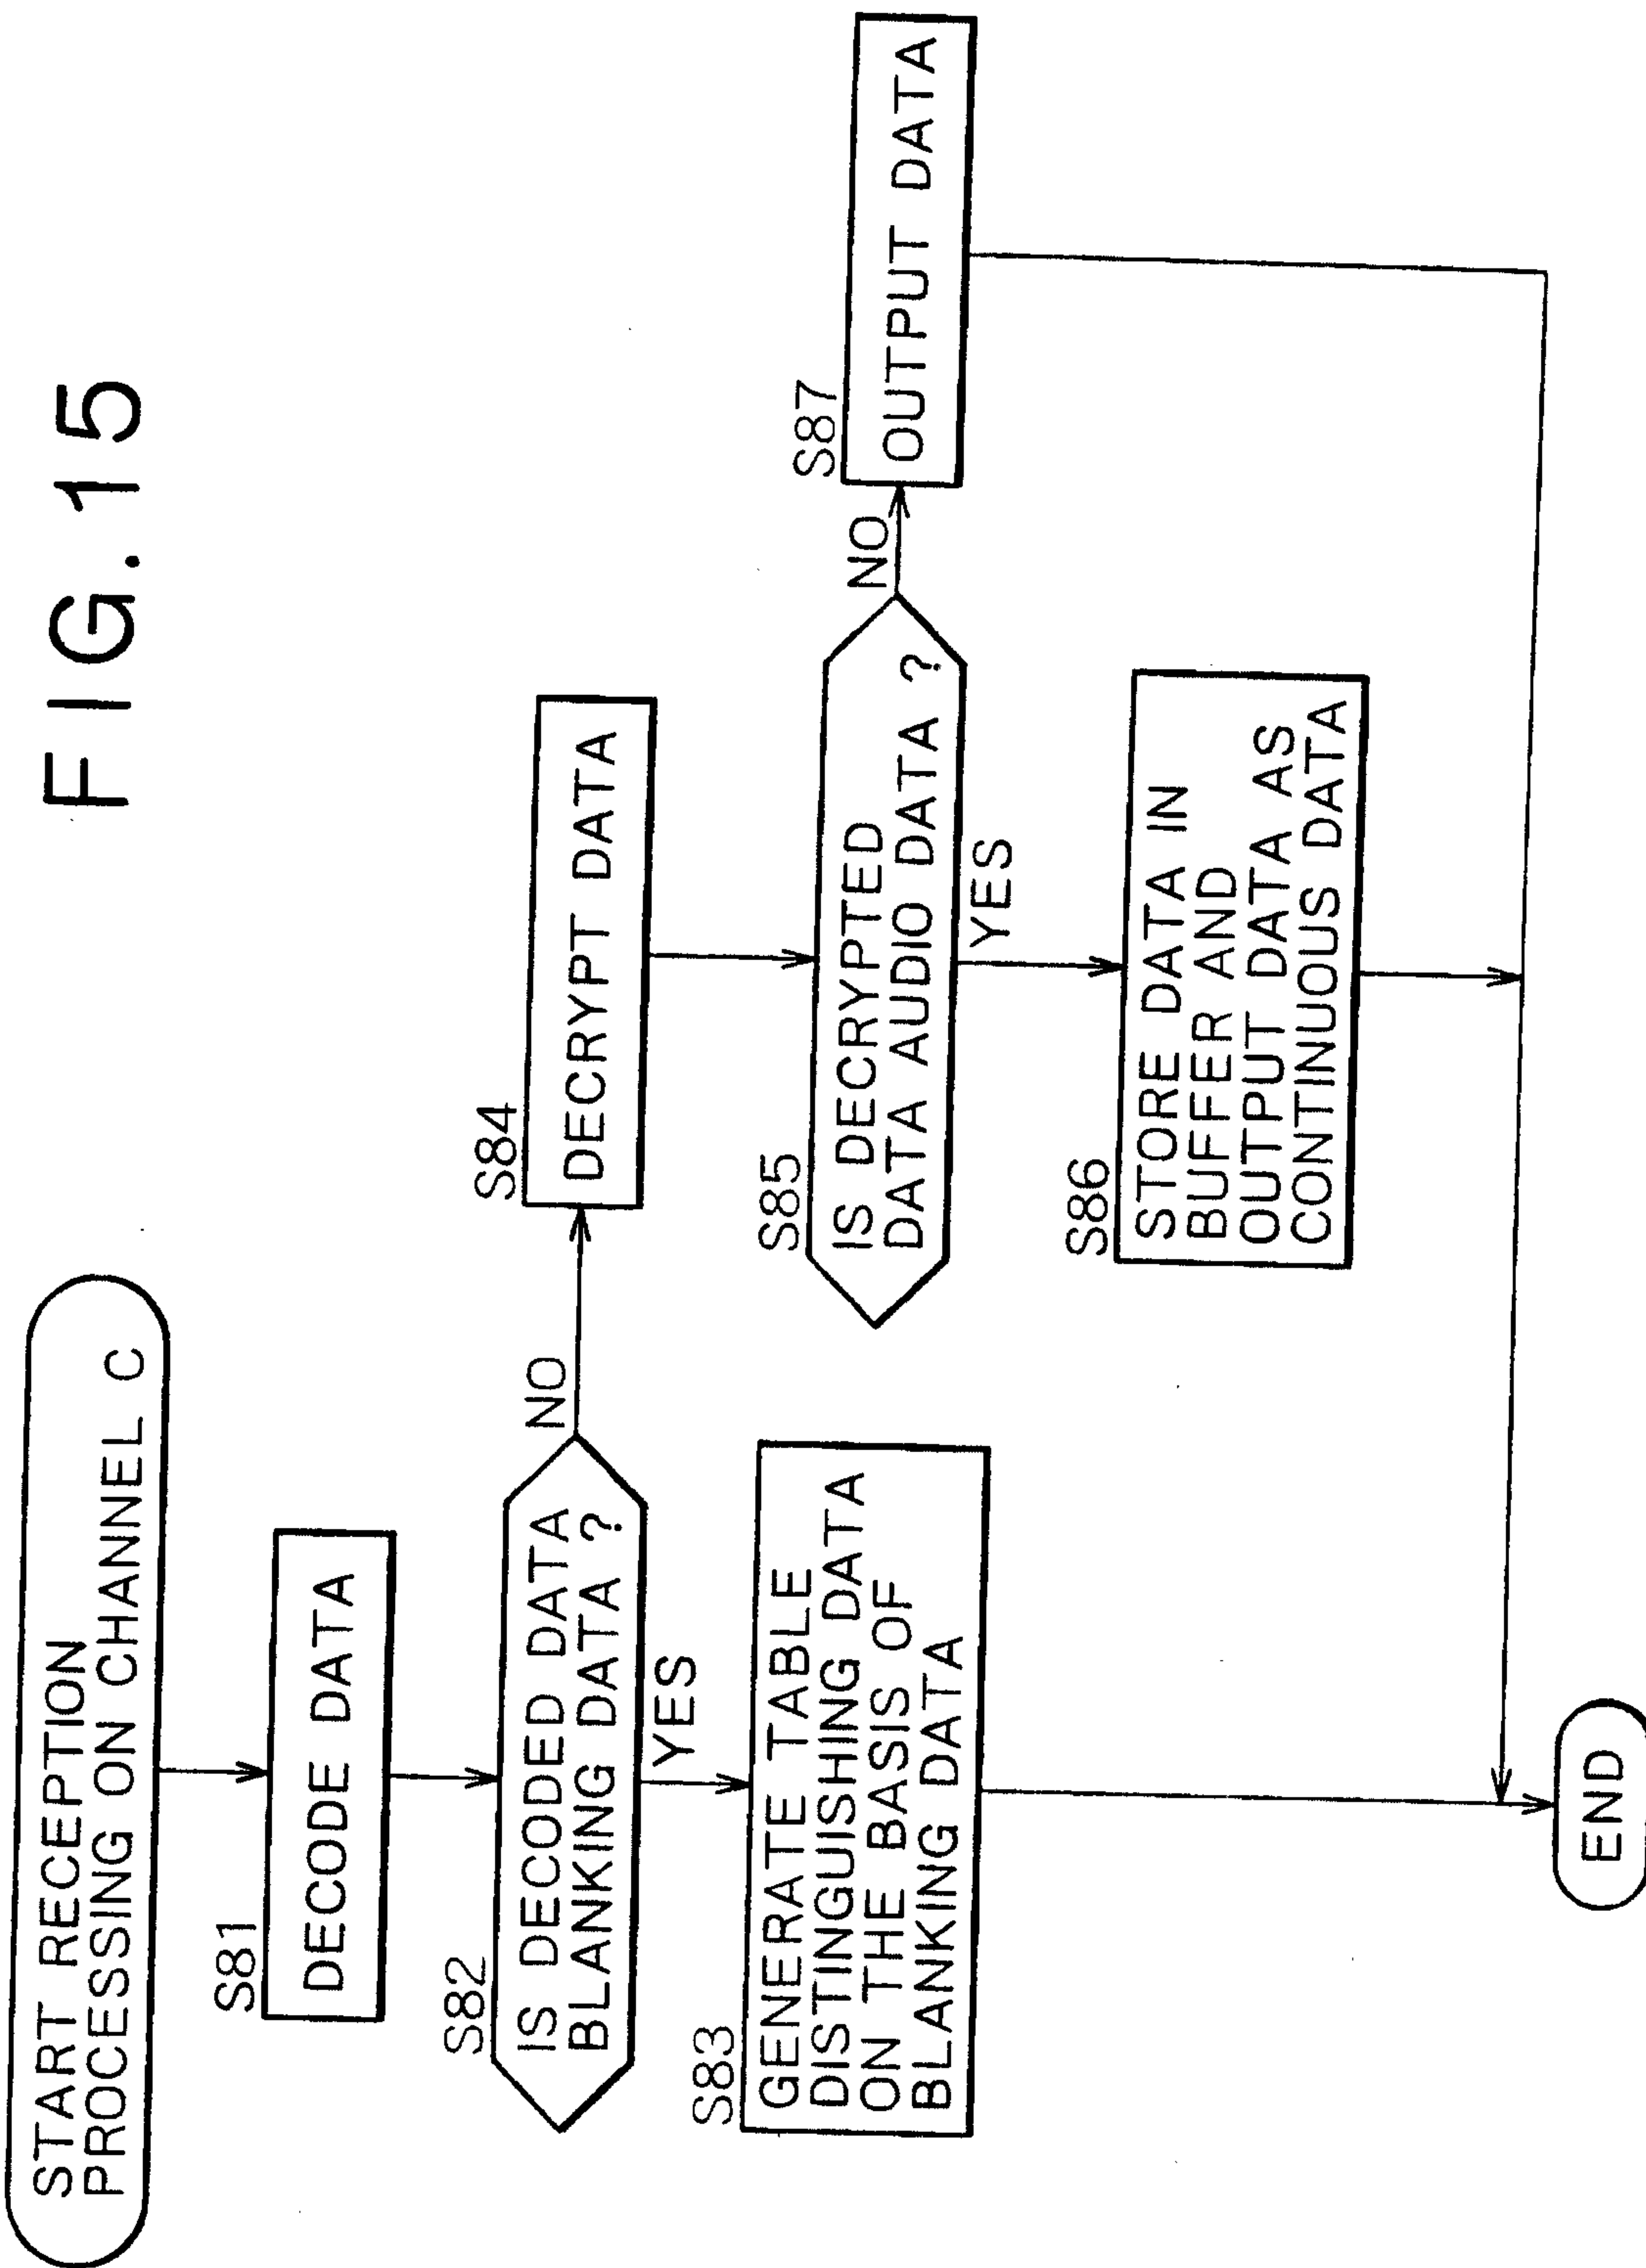 FIG. 15
START RECEPTION
PROCESSING ON CHANNEL C
S81
DECODE DATA
S82
IS DECODED DATA
BLANKING DATA ?
NO
YES
S83
GENERATE TABLE
DISTINGUISHING DATA
ON THE BASIS OF
BLANKING DATA
S84
DECRYPT DATA
S85
IS DECRYPTED
DATA AUDIO DATA ?
NO
YES
S86
STORE DATA IN
BUFFER AND
OUTPUT DATA AS
CONTINUOUS DATA
S87
OUTPUT DATA
END